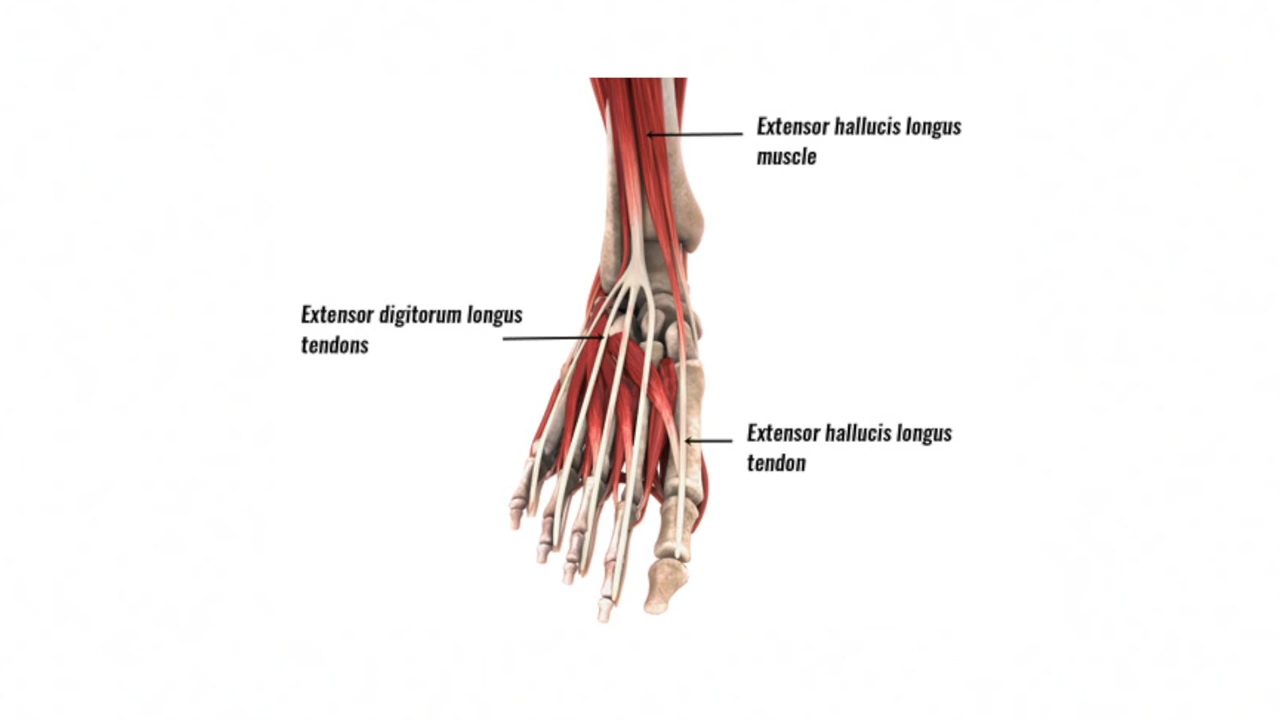 Extensor hallucis longus
muscle
Extensor digitorum longus
tendons
Extensor hallucis longus
tendon